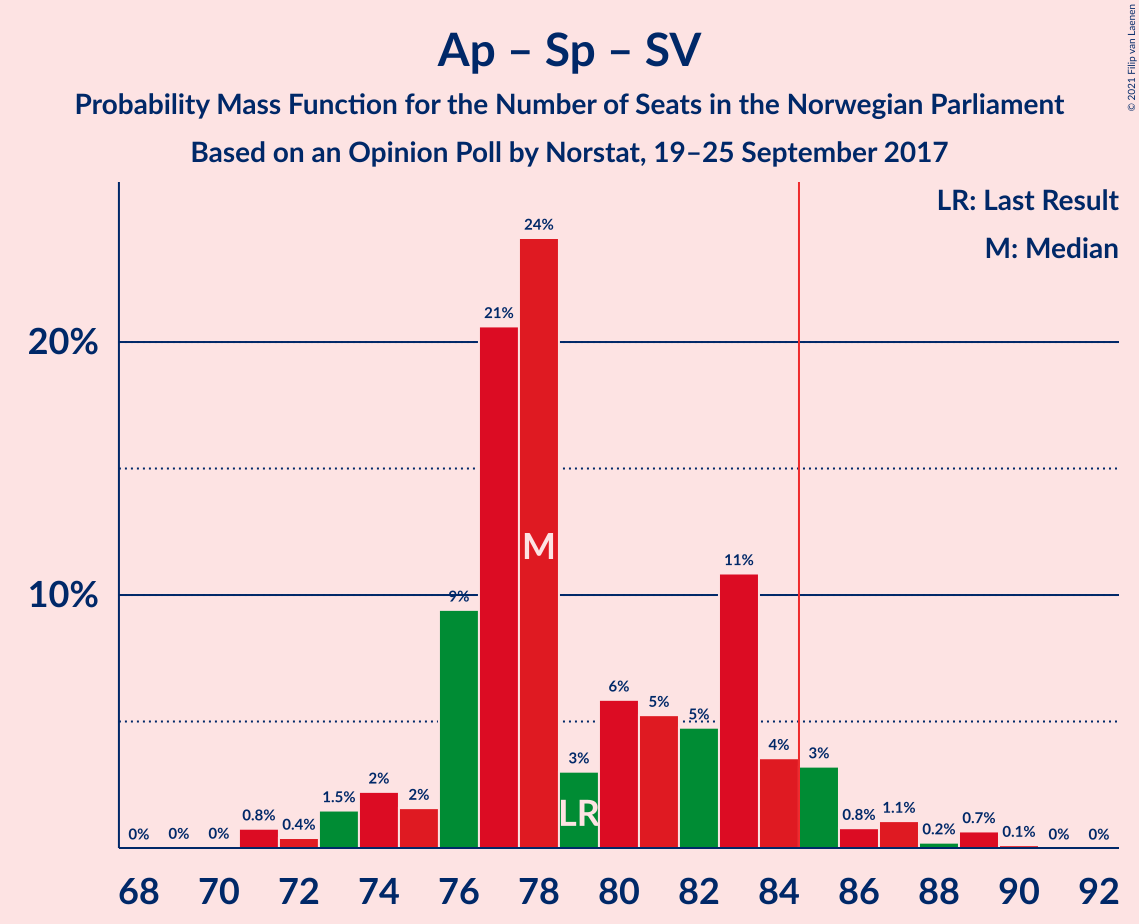 Ap – Sp – SV
Probability Mass Function for the Number of Seats in the Norwegian Parliament
Based on an Opinion Poll by Norstat, 19–25 September 2017
© 2021 Filip van Laenen
LR: Last Result
M: Median
20%
10%
0% 0% 0% 0.8% 0.4% 1.5% 2% 2% 9% 21% 24% 3% 6% 5% 5% 11% 4% 3% 0.8% 1.1% 0.2% 0.7% 0.1% 0% 0%
M
LR
68 70 72 74 76 78 80 82 84 86 88 90 92